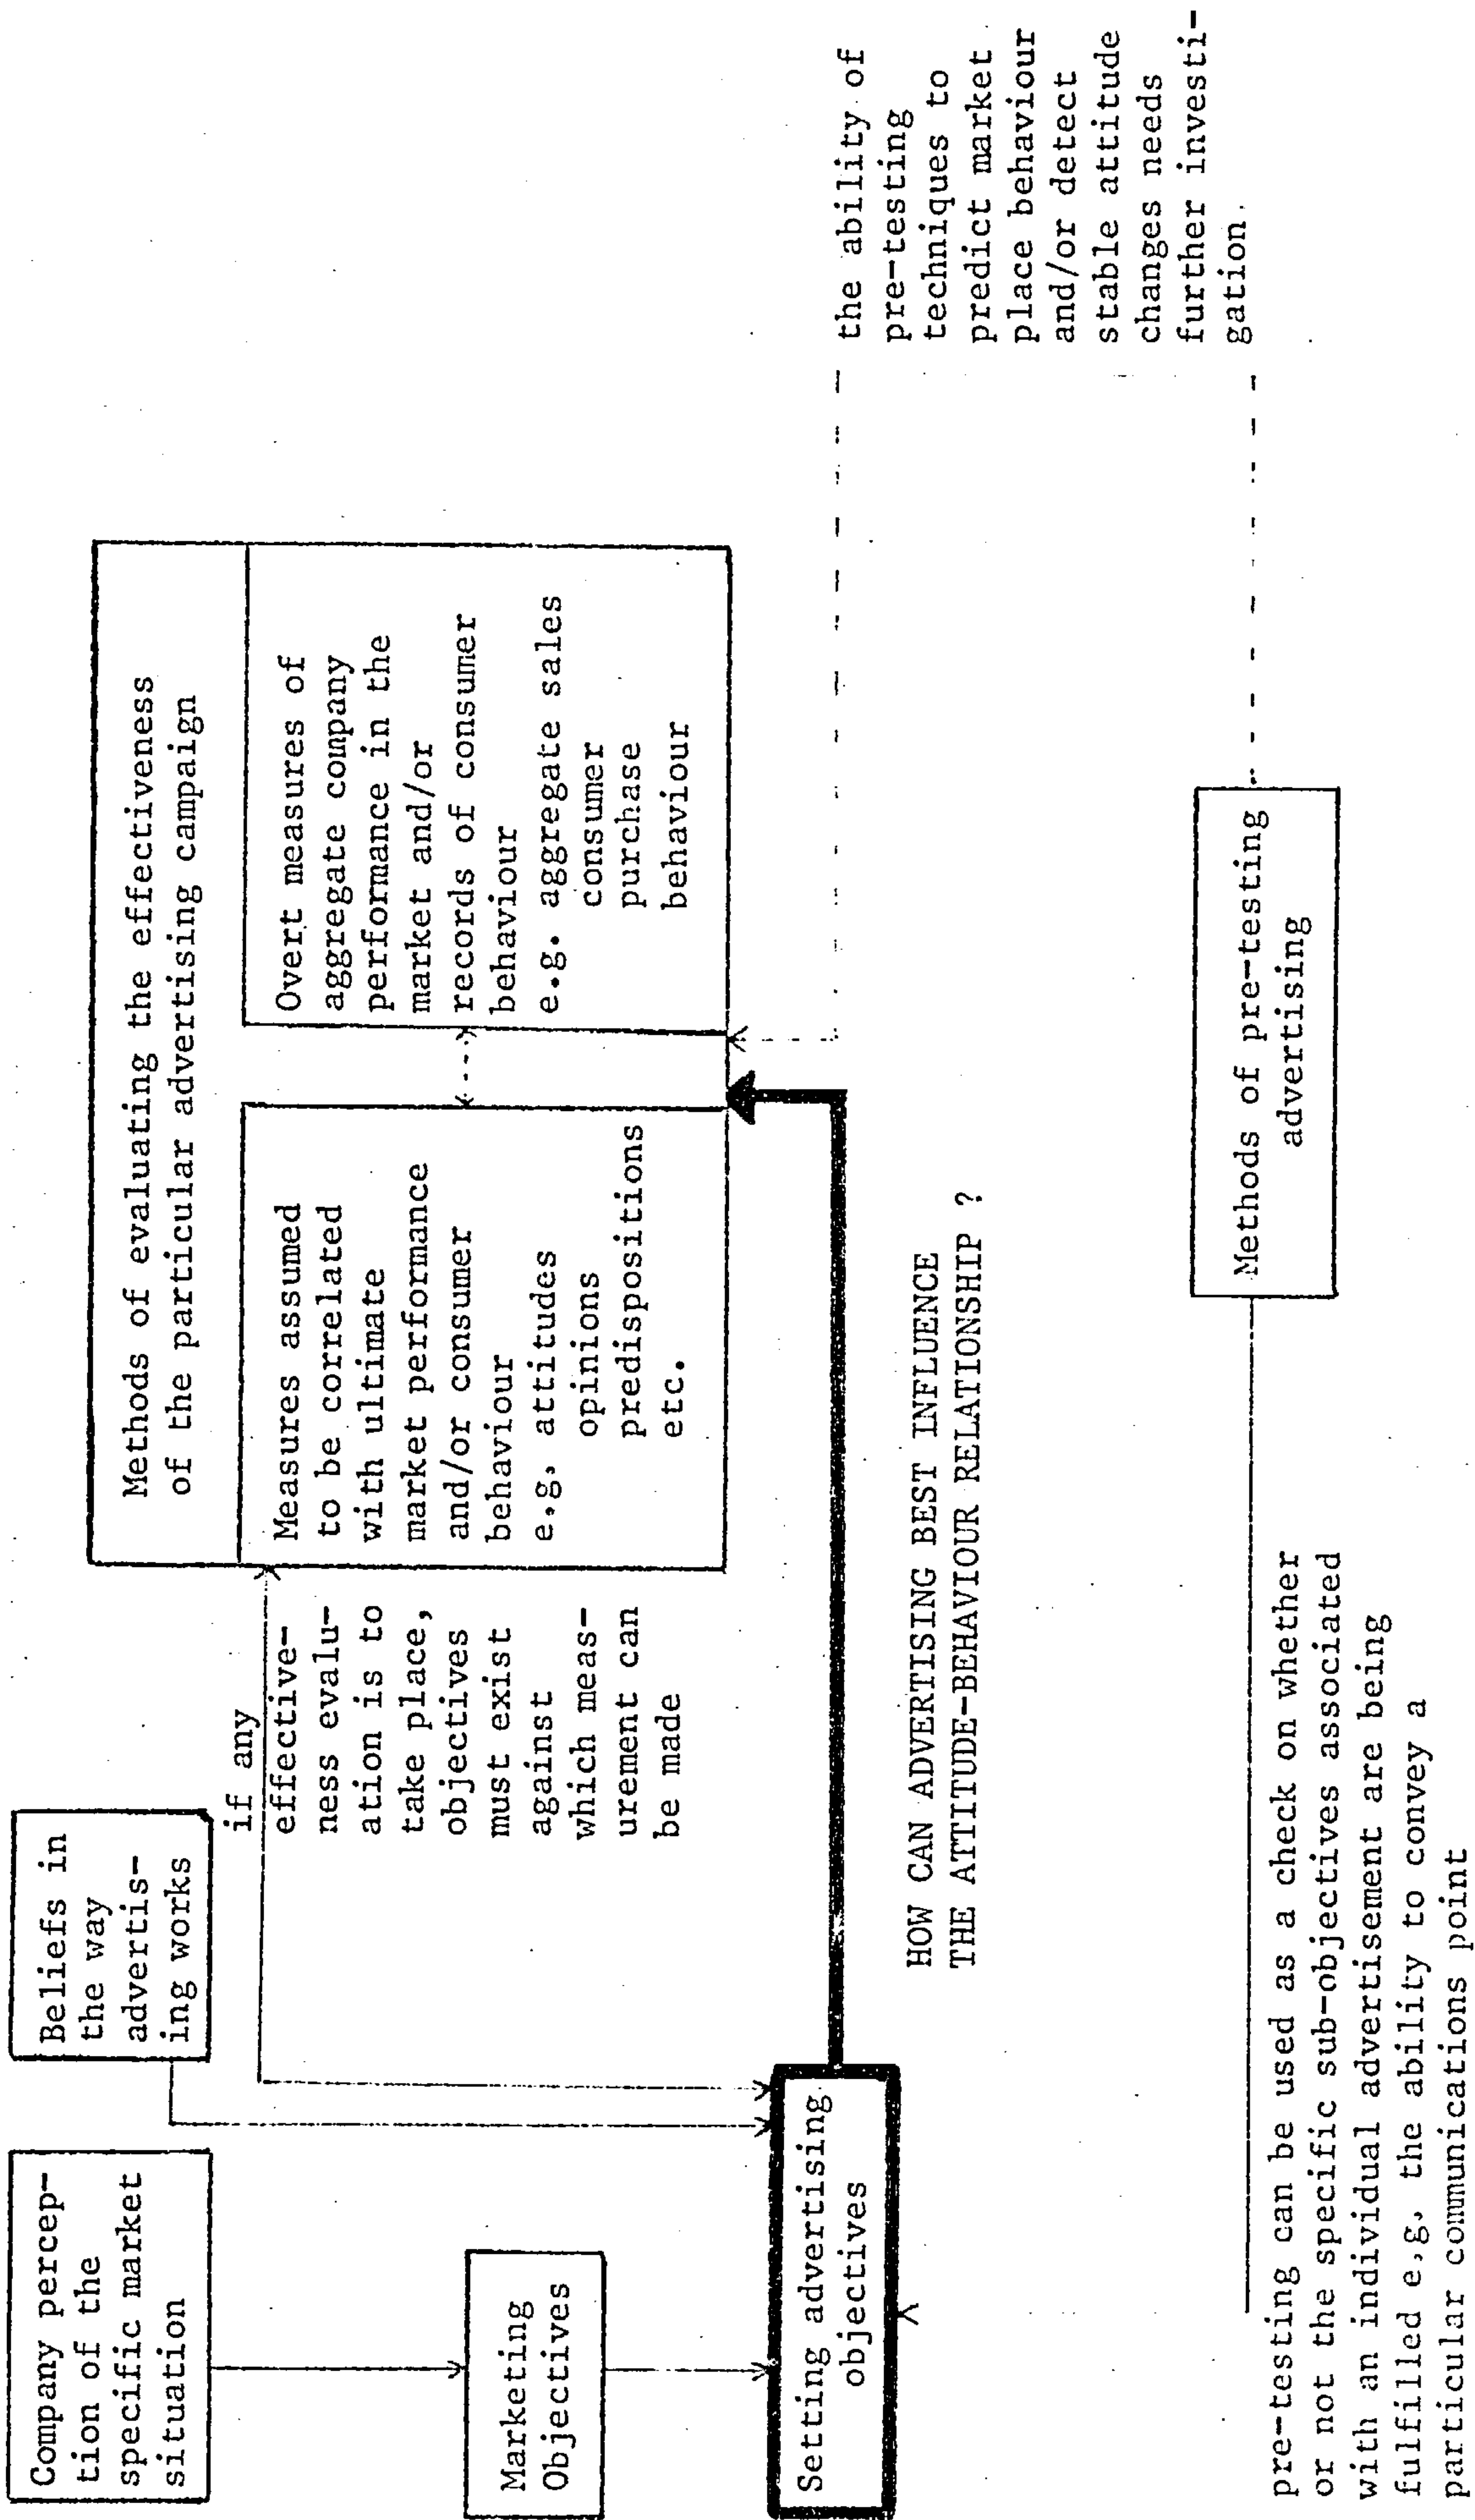 Company percep-
tion of the
specific market
situation
Beliefs in
the way
advertis-
ing works
Marketing
Objectives
Setting advertising
objectives
if any
effective-
ness evalu-
ation is to
take place,
objectives
must exist
against
which meas-
urement can
be made
Methods of evaluating the effectiveness
of the particular advertising campaign
Measures assumed
to be correlated
with ultimate
market performance
and/or consumer
behaviour
e.g. attitudes
opinions
predispositions
etc.
Overt measures of
aggregate company
performance in the
market and/or
records of consumer
behaviour
e.g. aggregate sales
consumer
purchase
behaviour
HOW CAN ADVERTISING BEST INFLUENCE
THE ATTITUDE-BEHAVIOUR RELATIONSHIP ?
the ability of
pre-testing
techniques to
predict market
place behaviour
and/or detect
stable attitude
changes needs
further investi-
gation.
Methods of pre-testing
advertising
pre-testing can be used as a check on whether
or not the specific sub-objectives associated
with an individual advertisement are being
fulfilled e.g. the ability to convey a
particular communications point